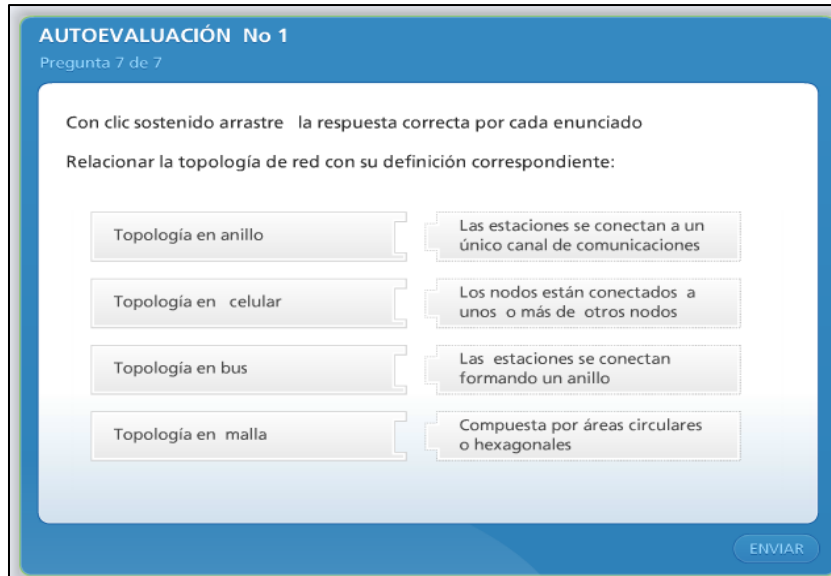 AUTOEVALUACIÓN No 1
Pregunta 7 de 7
Con clic sostenido arrastre la respuesta correcta por cada enunciado
Relacionar la topología de red con su definición correspondiente:
Topología en anillo
Las estaciones se conectan a un
único canal de comunicaciones
Topología en celular
Los nodos están conectados a
unos o más de otros nodos
Topología en bus
Las estaciones se conectan
formando un anillo
Topología en malla
Compuesta por áreas circulares
o hexagonales
ENVIAR